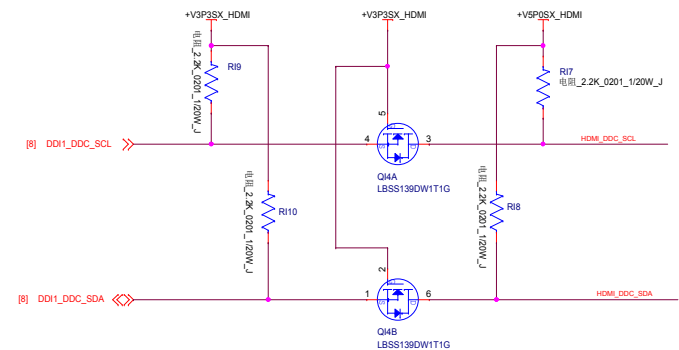 +V3P3SX_HDMI
+V3P3SX_HDMI
+V5P0SX_HDMI
电阻_2.2K_0201_1/20W_J
RI9
RI7
电阻_2.2K_0201_1/20W_J
5
G
[8] DDI1_DDC_SCL
4
S
D
3
HDMI_DDC_SCL
QI4A
LBSS139DW1T1G
电阻_2.2K_0201_1/20W_J
RI10
电阻_2.2K_0201_1/20W_J
RI8
2
G
[8] DDI1_DDC_SDA
1
S
D
6
HDMI_DDC_SDA
QI4B
LBSS139DW1T1G